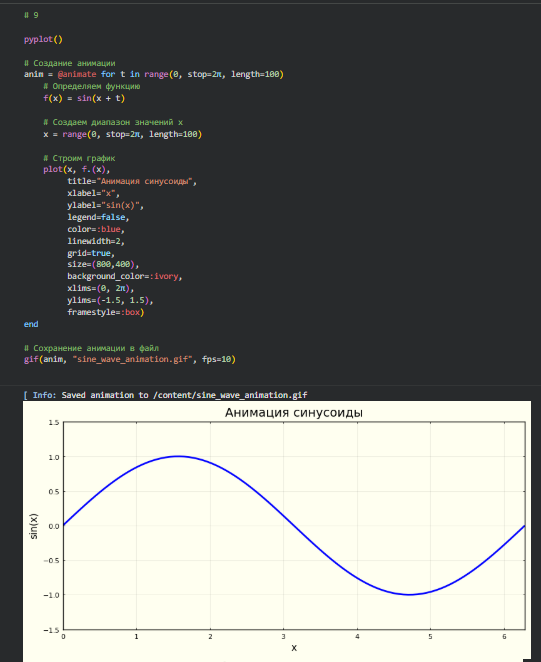 # 9
pyplot()
# Создание анимации
anim = @animate for t in range(0, stop=2π, length=100)
# Определяем функцию
f(x) = sin(x + t)
# Создаем диапазон значений x
x = range(0, stop=2π, length=100)
# Строим график
plot(x, f.(x),
title="Анимация синусоиды",
xlabel="x",
ylabel="sin(x)",
legend=false,
color=:blue,
linewidth=2,
grid=true,
size=(800,400),
background_color=:ivory,
xlims=(0, 2π),
ylims=(-1.5, 1.5),
framestyle=:box)
end
# Сохранение анимации в файл
gif(anim, "sine_wave_animation.gif", fps=10)
[ Info: Saved animation to /content/sine_wave_animation.gif
Анимация синусоиды
1.5
1.0
0.5
0.0
−0.5
−1.0
−1.5
sin(x)
0 1 2 3 4 5 6
x